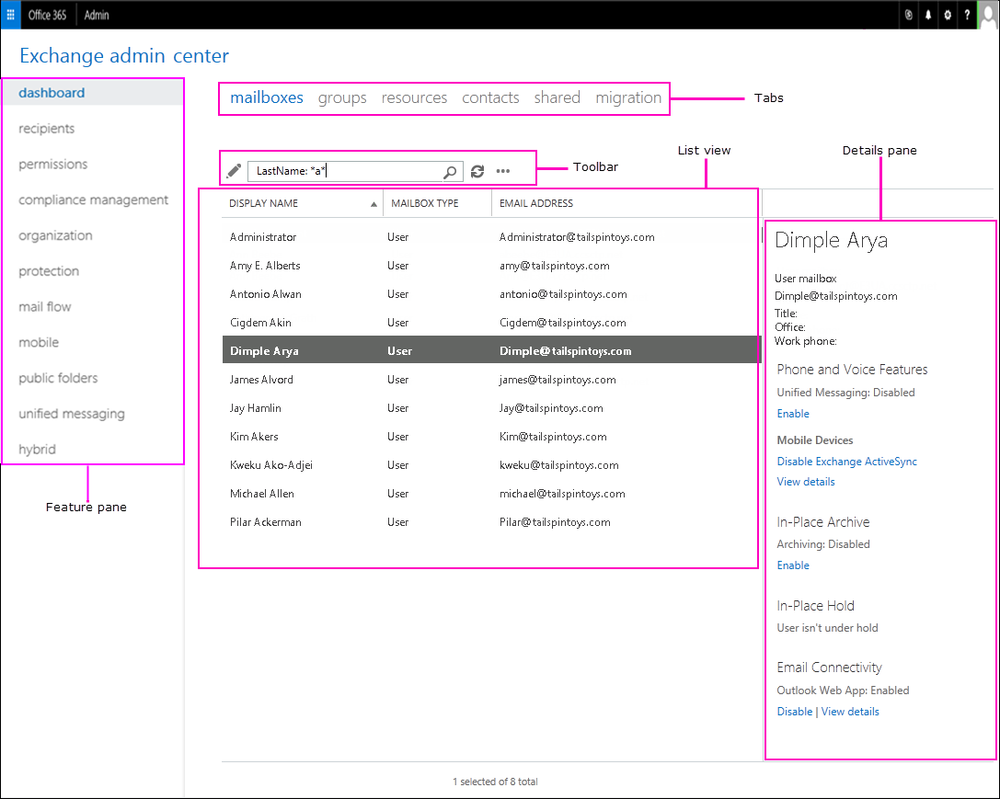 Office 365 Admin ?
Exchange admin center
dashboard
recipients
permissions
compliance management
organization
protection
mail flow
mobile
public folders
unified messaging
hybrid
Feature pane
mailboxes groups resources contacts shared migration
Tabs
LastName: *a*
Toolbar
List view
Details pane
DISPLAY NAME MAILBOX TYPE EMAIL ADDRESS
Administrator User Administrator@tailspintoys.com
Amy E. Alberts User amy@tailspintoys.com
Antonio Alwan User antonio@tailspintoys.com
Cigdem Akin User Cigdem@tailspintoys.com
Dimple Arya User Dimple@tailspintoys.com
James Alvord User james@tailspintoys.com
Jay Hamlin User Jay@tailspintoys.com
Kim Akers User Kim@tailspintoys.com
Kweku Ako-Adjei User kweku@tailspintoys.com
Michael Allen User michael@tailspintoys.com
Pilar Ackerman User Pilar@tailspintoys.com
1 selected of 8 total
Dimple Arya
User mailbox
Dimple@tailspintoys.com
Title:
Office:
Work phone:
Phone and Voice Features
Unified Messaging: Disabled
Enable
Mobile Devices
Disable Exchange ActiveSync
View details
In-Place Archive
Archiving: Disabled
Enable
In-Place Hold
User isn't under hold
Email Connectivity
Outlook Web App: Enabled
Disable | View details